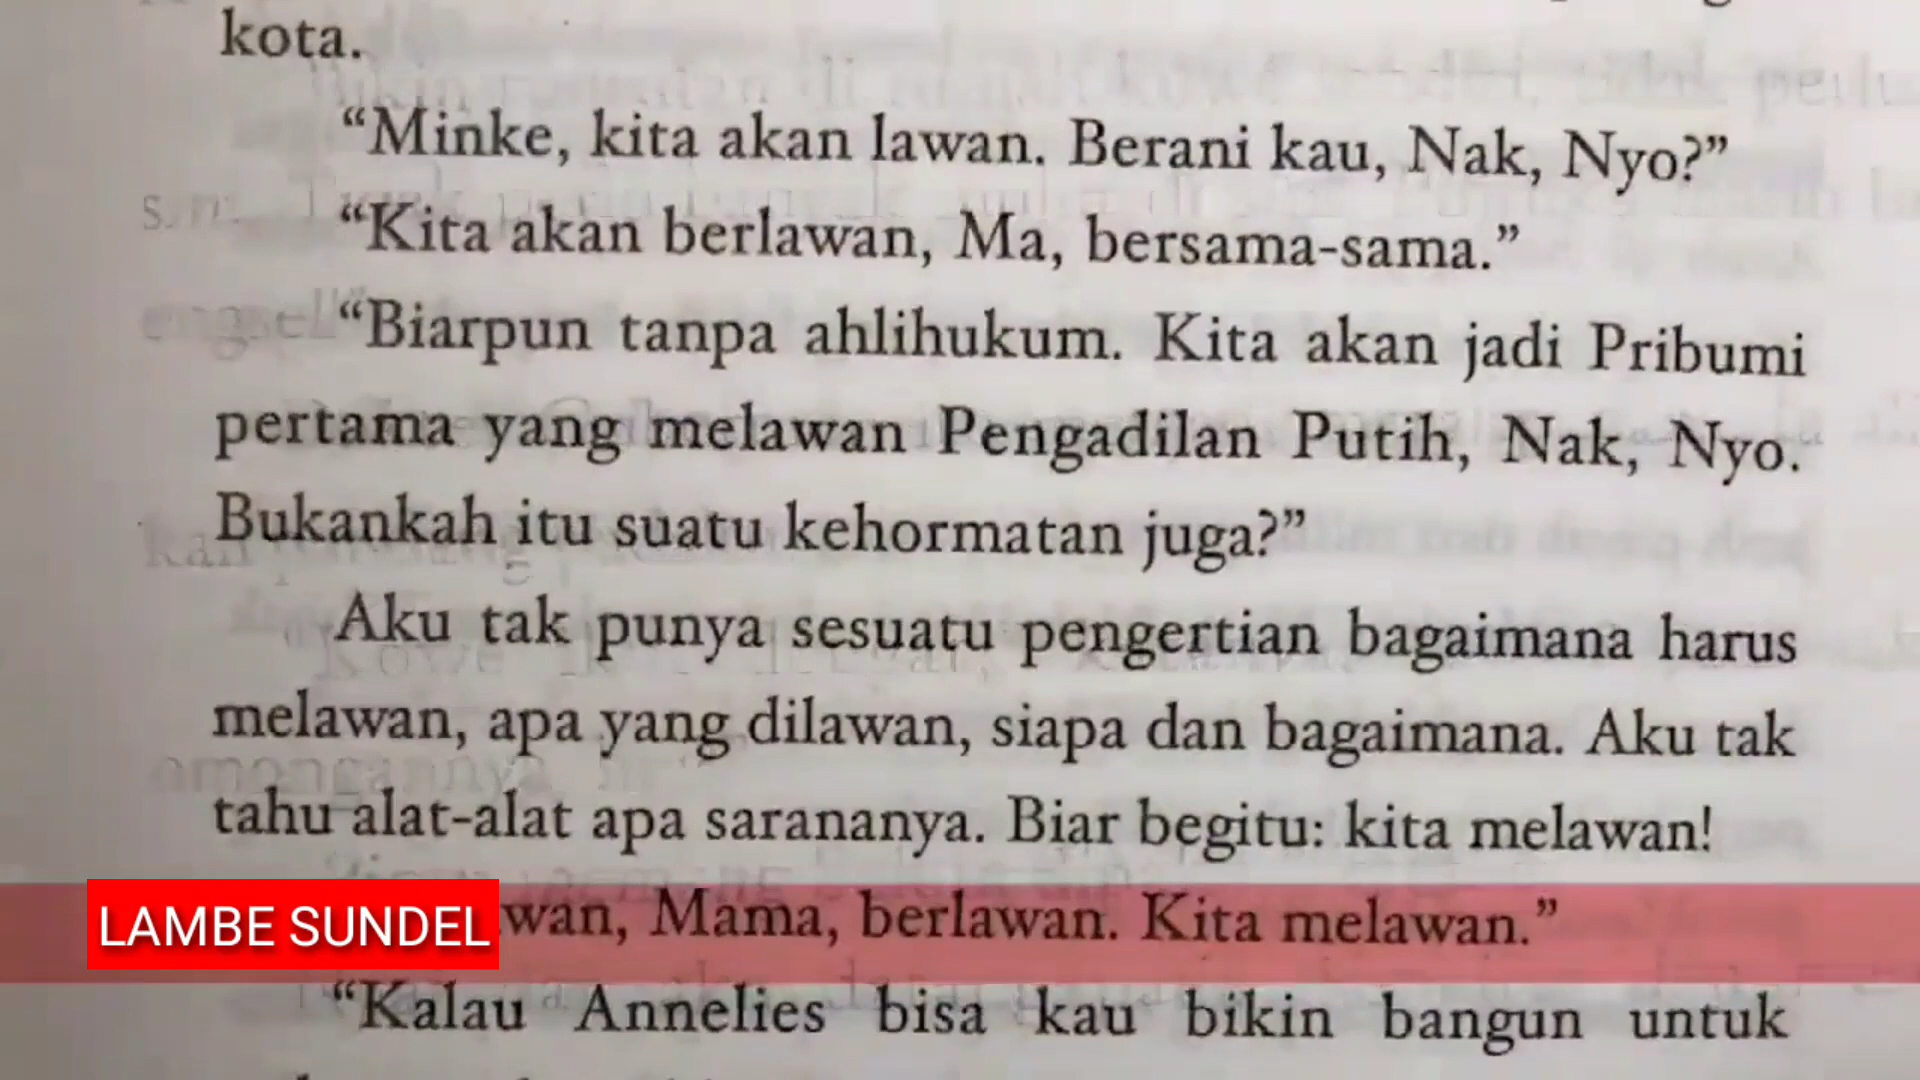 kota.
“Minke, kita akan lawan. Berani kau, Nak, Nyo?”
“Kita akan berlawan, Ma, bersama-sama.”
“Biarpun tanpa ahlihukum. Kita akan jadi Pribumi
pertama yang melawan Pengadilan Putih, Nak, Nyo.
Bukankah itu suatu kehormatan juga?”
Aku tak punya sesuatu pengertian bagaimana harus
melawan, apa yang dilawan, siapa dan bagaimana. Aku tak
tahu alat-alat apa sarananya. Biar begitu: kita melawan!
LAMBE SUNDEL
wan, Mama, berlawan. Kita melawan.”
“Kalau Annelies bisa kau bikin bangun untuk